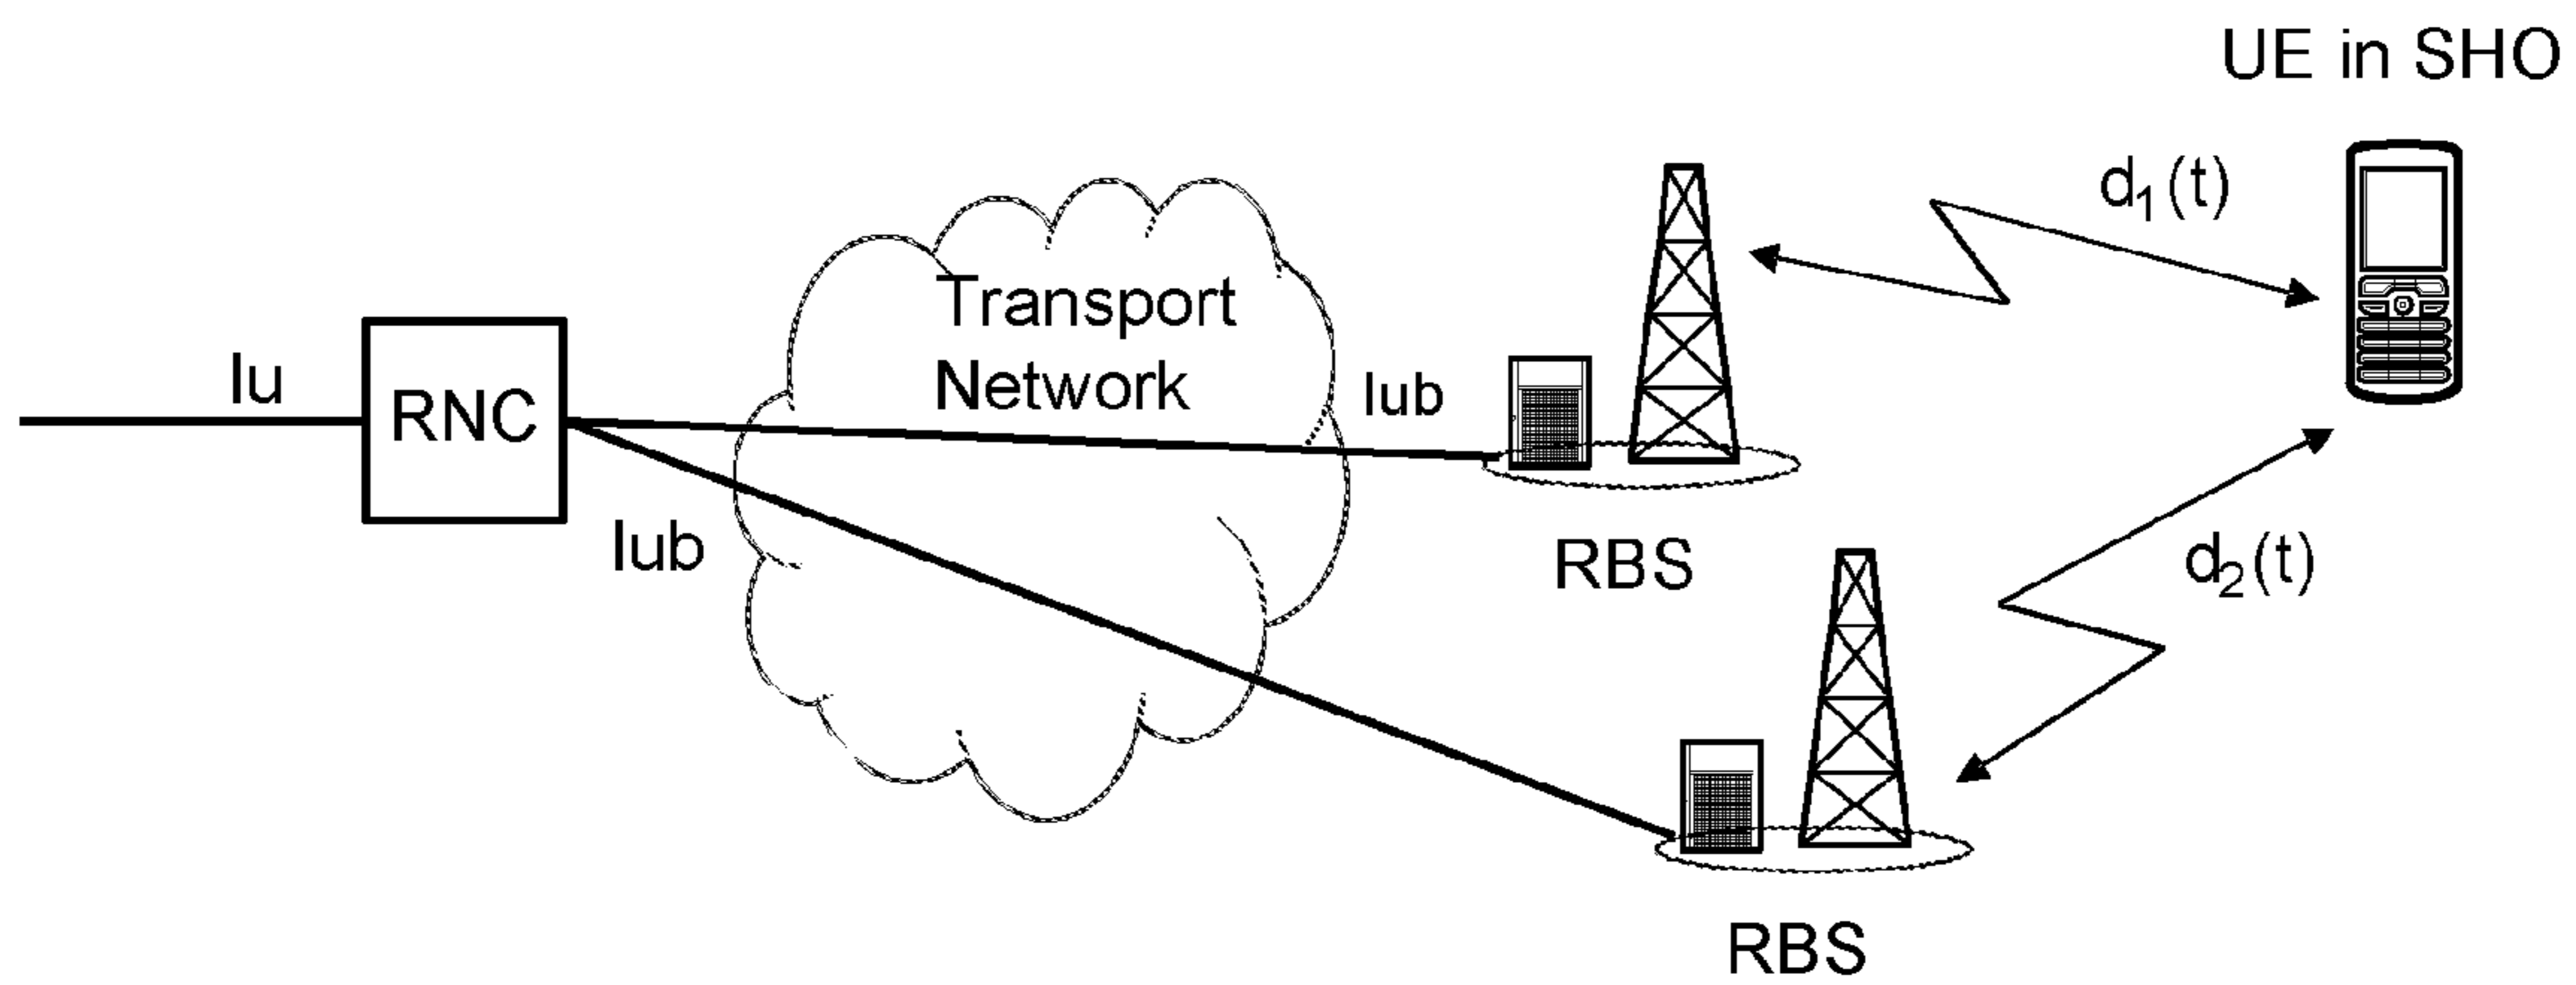 UE in SHO
d1(t)
Transport
Network
Iu
RNC
Iub
Iub
RBS
d2(t)
RBS